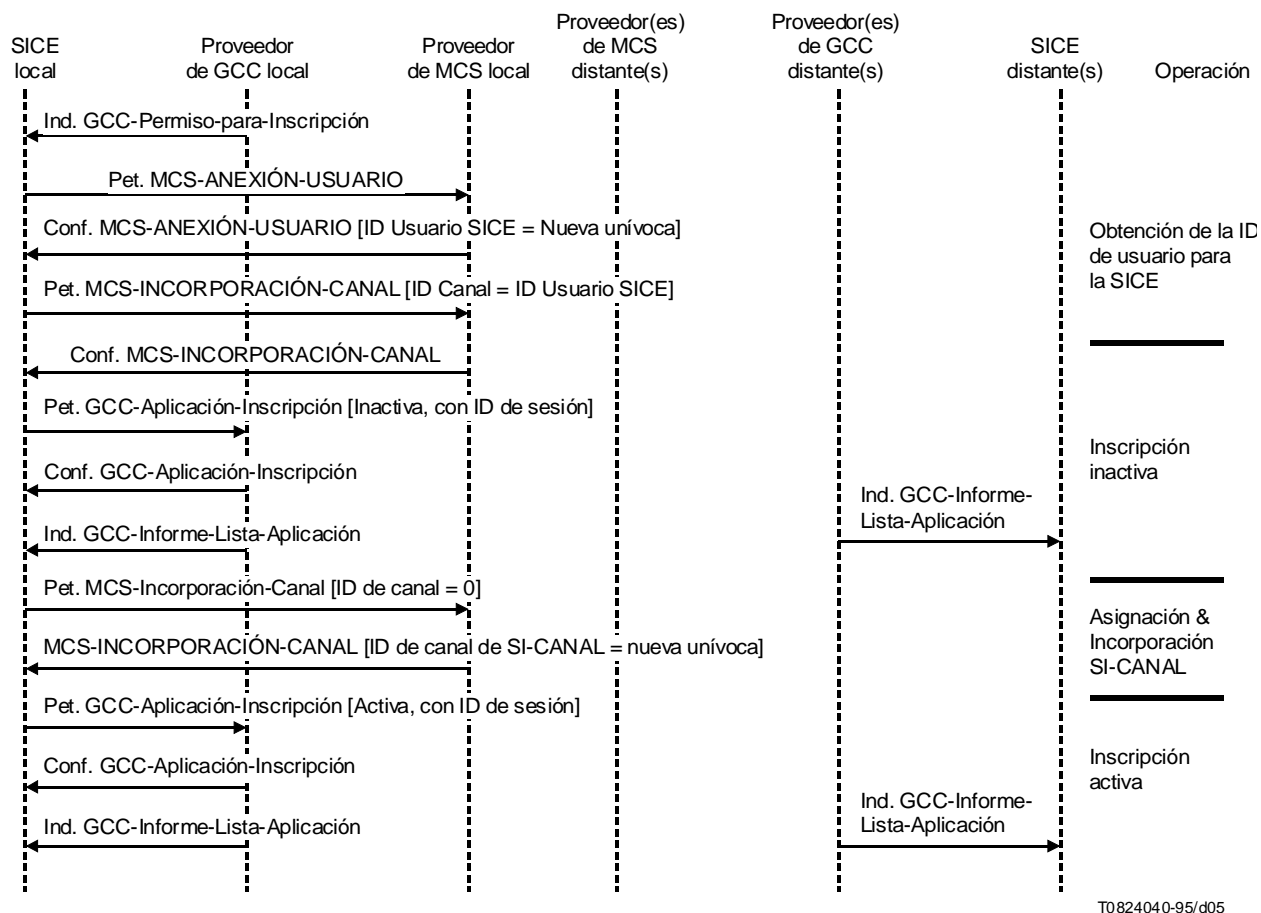 SICE
local
Proveedor
de GCC local
Proveedor
de MCS local
Proveedor(es)
de MCS
distante(s)
Proveedor(es)
de GCC
distante(s)
SICE
distante(s)
Operación
Ind. GCC-Permiso-para-Inscripción
Pet. MCS-ANEXIÓN-USUARIO
Conf. MCS-ANEXIÓN-USUARIO [ID Usuario SICE = Nueva unívoca]
Obtención de la ID
de usuario para
la SICE
Pet. MCS-INCORPORACIÓN-CANAL [ID Canal = ID Usuario SICE]
Conf. MCS-INCORPORACIÓN-CANAL
Pet. GCC-Aplicación-Inscripción [Inactiva, con ID de sesión]
Inscripción
inactiva
Conf. GCC-Aplicación-Inscripción
Ind. GCC-Informe-
Lista-Aplicación
Ind. GCC-Informe-Lista-Aplicación
Pet. MCS-Incorporación-Canal [ID de canal = 0]
Asignación &
Incorporación
SI-CANAL
MCS-INCORPORACIÓN-CANAL [ID de canal de SI-CANAL = nueva unívoca]
Pet. GCC-Aplicación-Inscripción [Activa, con ID de sesión]
Inscripción
activa
Conf. GCC-Aplicación-Inscripción
Ind. GCC-Informe-
Lista-Aplicación
Ind. GCC-Informe-Lista-Aplicación
T0824040-95/d05